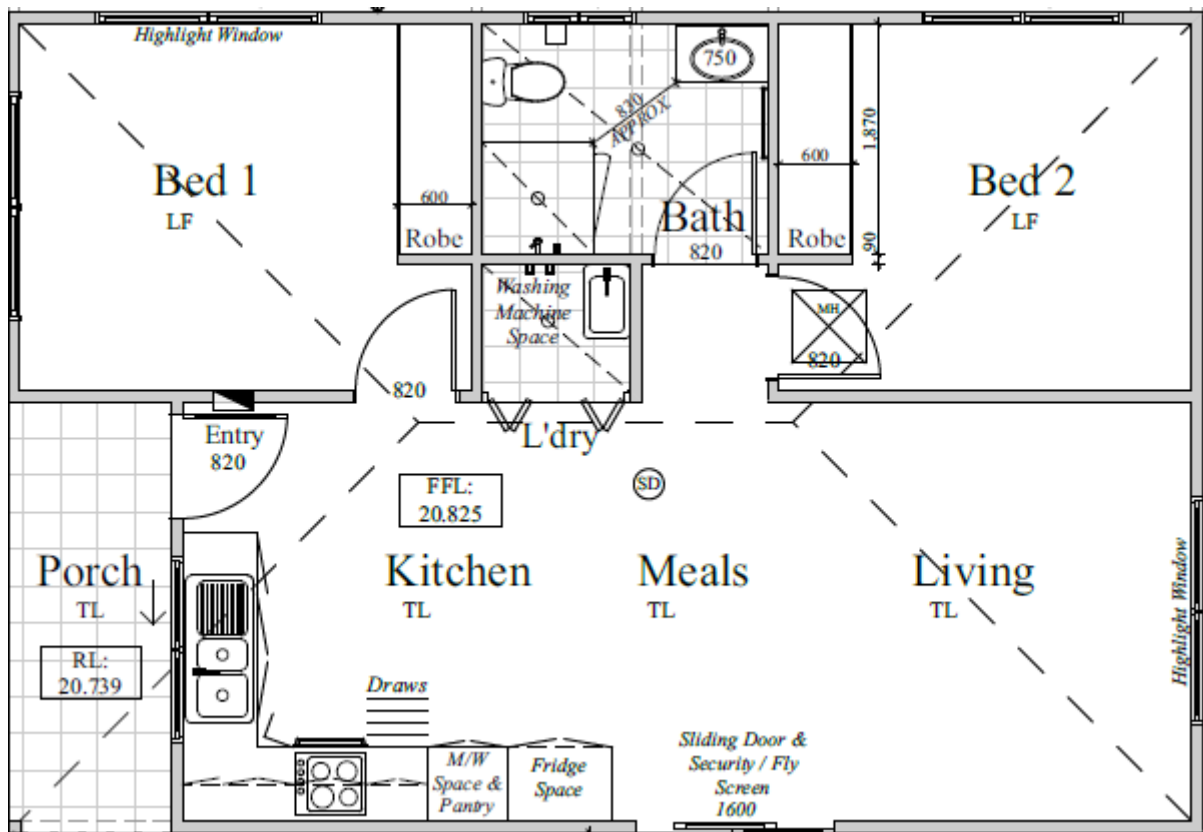 Highlight Window
750
820
APPROX
1,870
600
600
Bed 1
LF
Bed 2
LF
Robe
Bath
820
Robe
90
Washing
Machine
Space
MH
820
820
Entry
820
L'dry
FFL:
20.825
SD
Porch
TL
Kitchen
TL
Meals
TL
Living
TL
Highlight Window
RL:
20.739
Draws
M/W
Space &
Pantry
Fridge
Space
Sliding Door &
Security / Fly
Screen
1600